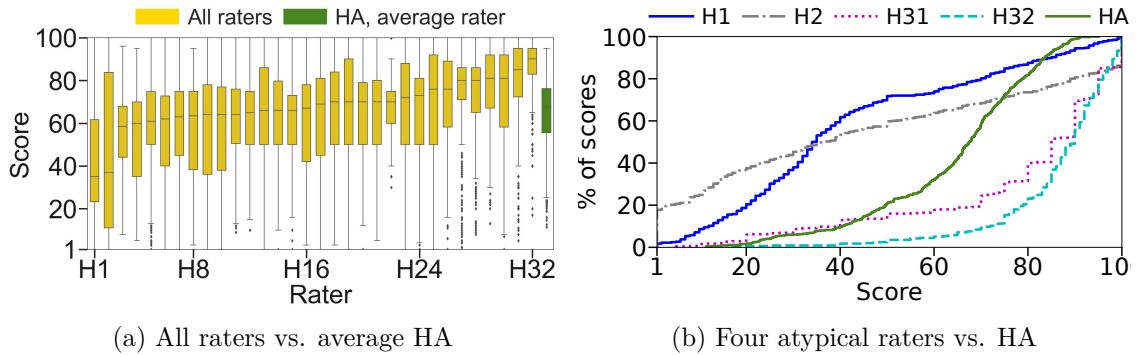 All raters HA, average rater
100
80
60
40
20
1
Score
H1 H8 H16 H24 H32
Rater
(a) All raters vs. average HA
H1 H2 H31 H32 HA
100
80
60
40
20
0
% of scores
1 20 40 60 80 100
Score
(b) Four atypical raters vs. HA